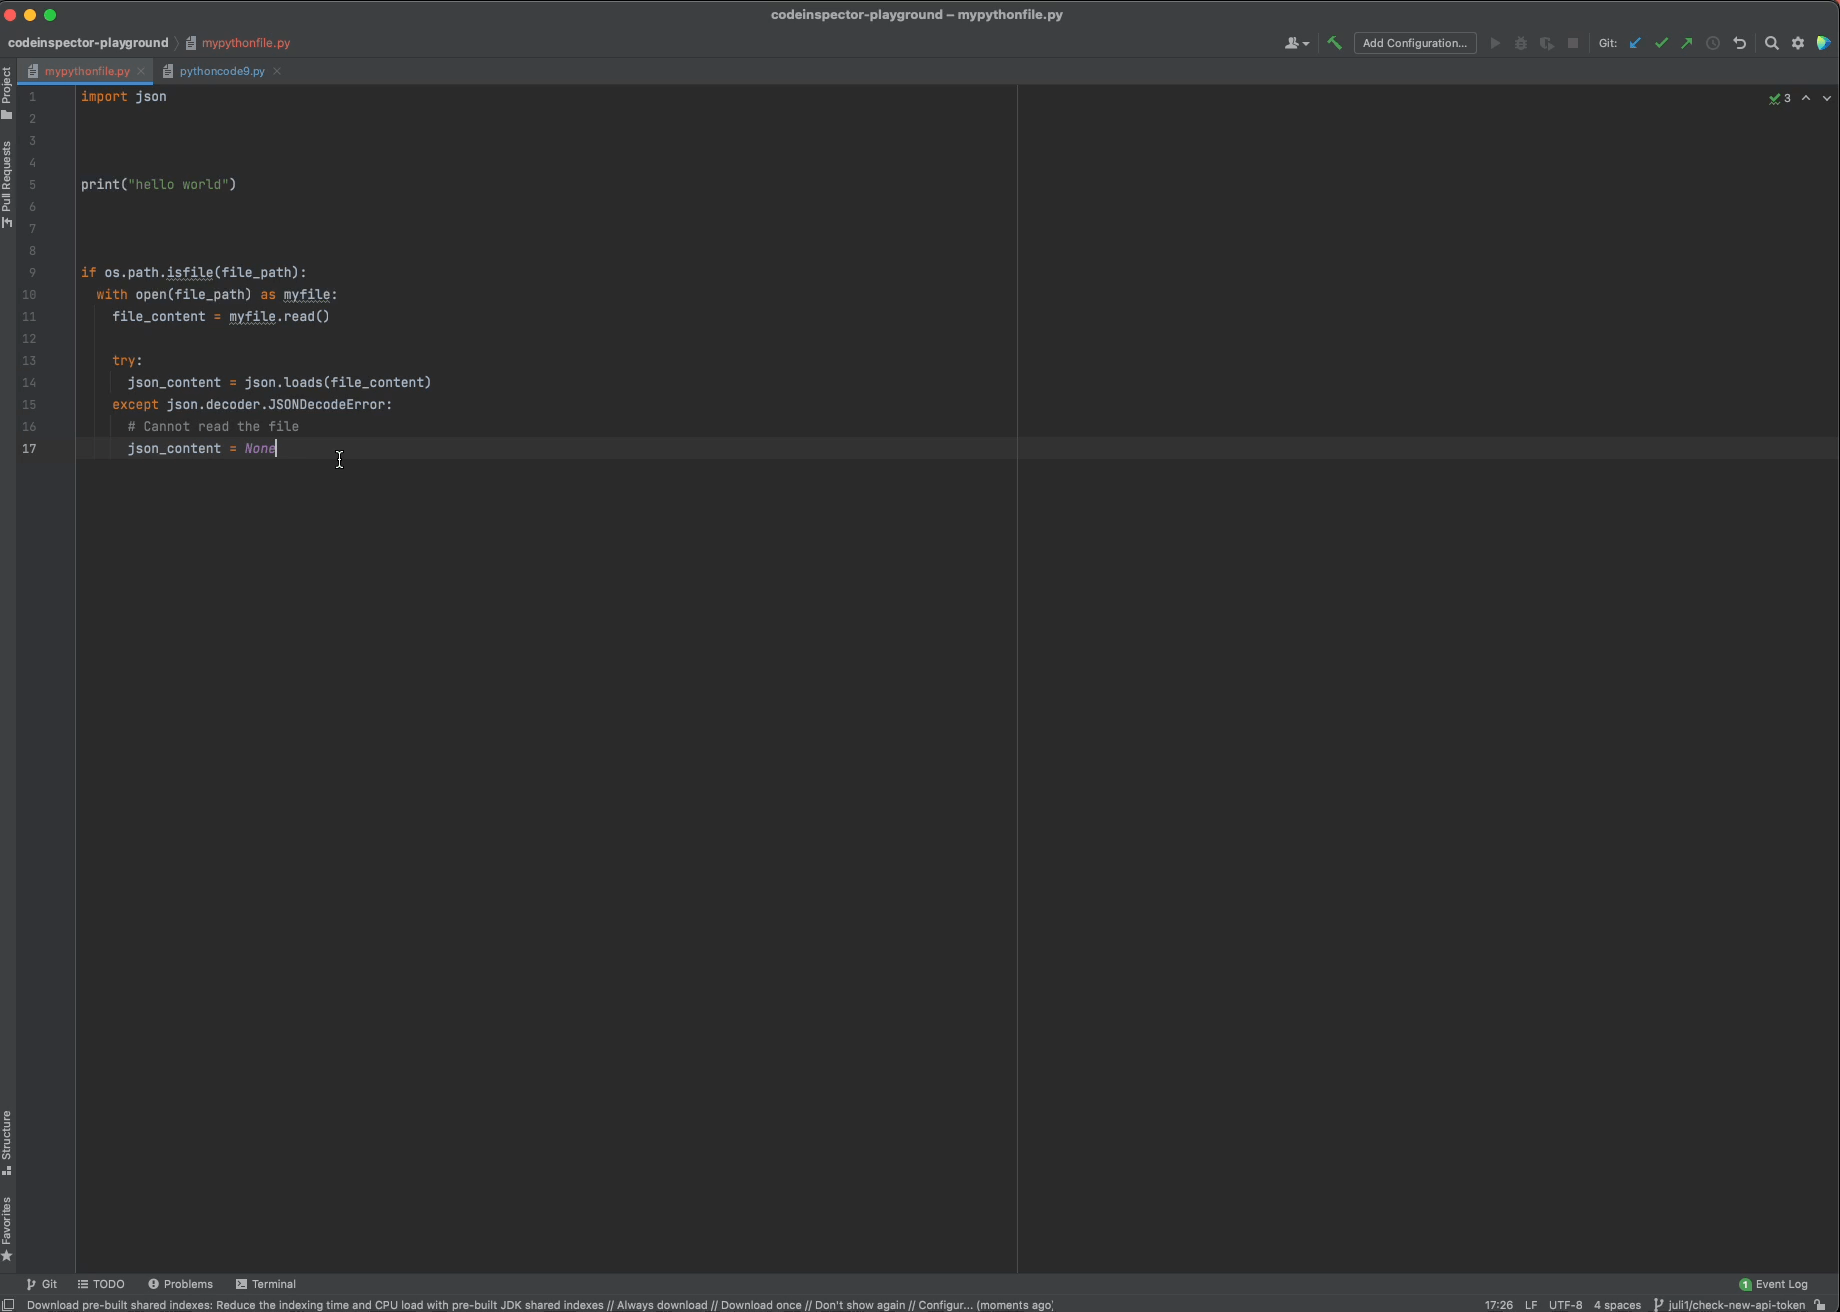 codeinspector-playground – mypythonfile.py
codeinspector-playground mypythonfile.py
Add Configuration...
Git:
mypythonfile.py
pythoncode9.py
Project
Pull Requests
3
1 import json
2
3
4
5 print("hello world")
6
7
8
9 if os.path.isfile(file_path):
10 with open(file_path) as myfile:
11 file_content = myfile.read()
12
13 try:
14 json_content = json.loads(file_content)
15 except json.decoder.JSONDecodeError:
16 # Cannot read the file
17 json_content = None
Structure
Favorites
Git TODO Problems Terminal
1 Event Log
Download pre-built shared indexes: Reduce the indexing time and CPU load with pre-built JDK shared indexes // Always download // Download once // Don't show again // Configur... (moments ago)
17:26 LF UTF-8 4 spaces juli1/check-new-api-token